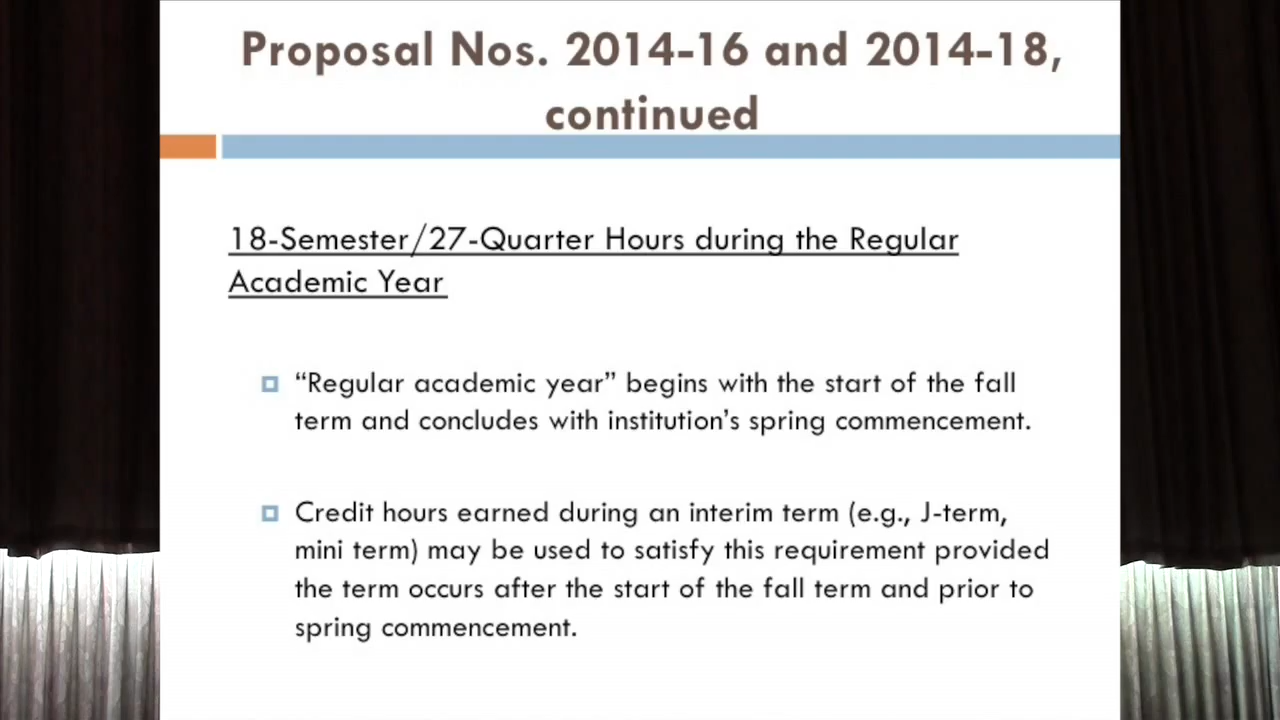 Proposal Nos. 2014-16 and 2014-18,
continued
18-Semester/27-Quarter Hours during the Regular
Academic Year
“Regular academic year” begins with the start of the fall
term and concludes with institution’s spring commencement.
Credit hours earned during an interim term (e.g., J-term,
mini term) may be used to satisfy this requirement provided
the term occurs after the start of the fall term and prior to
spring commencement.